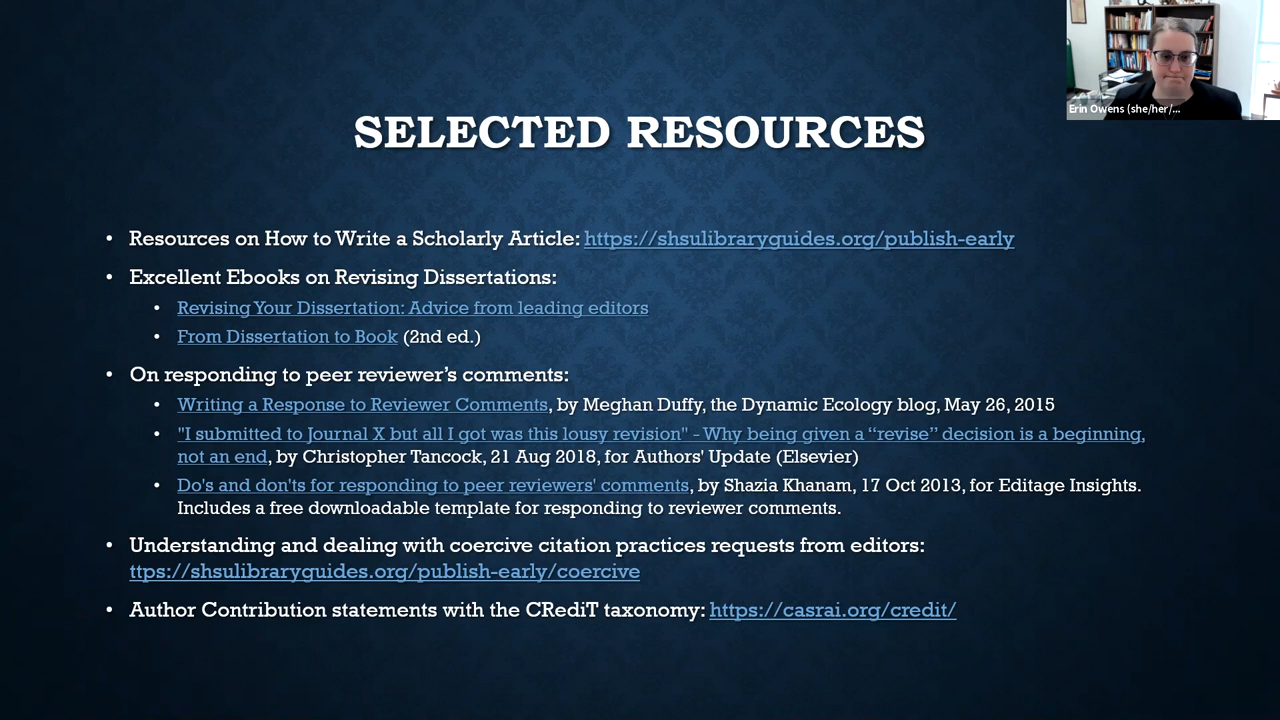 Erin Owens (she/her/...
SELECTED RESOURCES
• Resources on How to Write a Scholarly Article: https://shsulibraryguides.org/publish-early
• Excellent Ebooks on Revising Dissertations:
• Revising Your Dissertation: Advice from leading editors
• From Dissertation to Book (2nd ed.)
• On responding to peer reviewer’s comments:
• Writing a Response to Reviewer Comments, by Meghan Duffy, the Dynamic Ecology blog, May 26, 2015
• "I submitted to Journal X but all I got was this lousy revision" - Why being given a “revise” decision is a beginning,
not an end, by Christopher Tancock, 21 Aug 2018, for Authors' Update (Elsevier)
• Do's and don'ts for responding to peer reviewers' comments, by Shazia Khanam, 17 Oct 2013, for Editage Insights.
Includes a free downloadable template for responding to reviewer comments.
• Understanding and dealing with coercive citation practices requests from editors:
ttps://shsulibraryguides.org/publish-early/coercive
• Author Contribution statements with the CRediT taxonomy: https://casrai.org/credit/